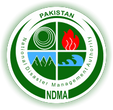 PAKISTAN
National Disaster Management Authority
NDMA